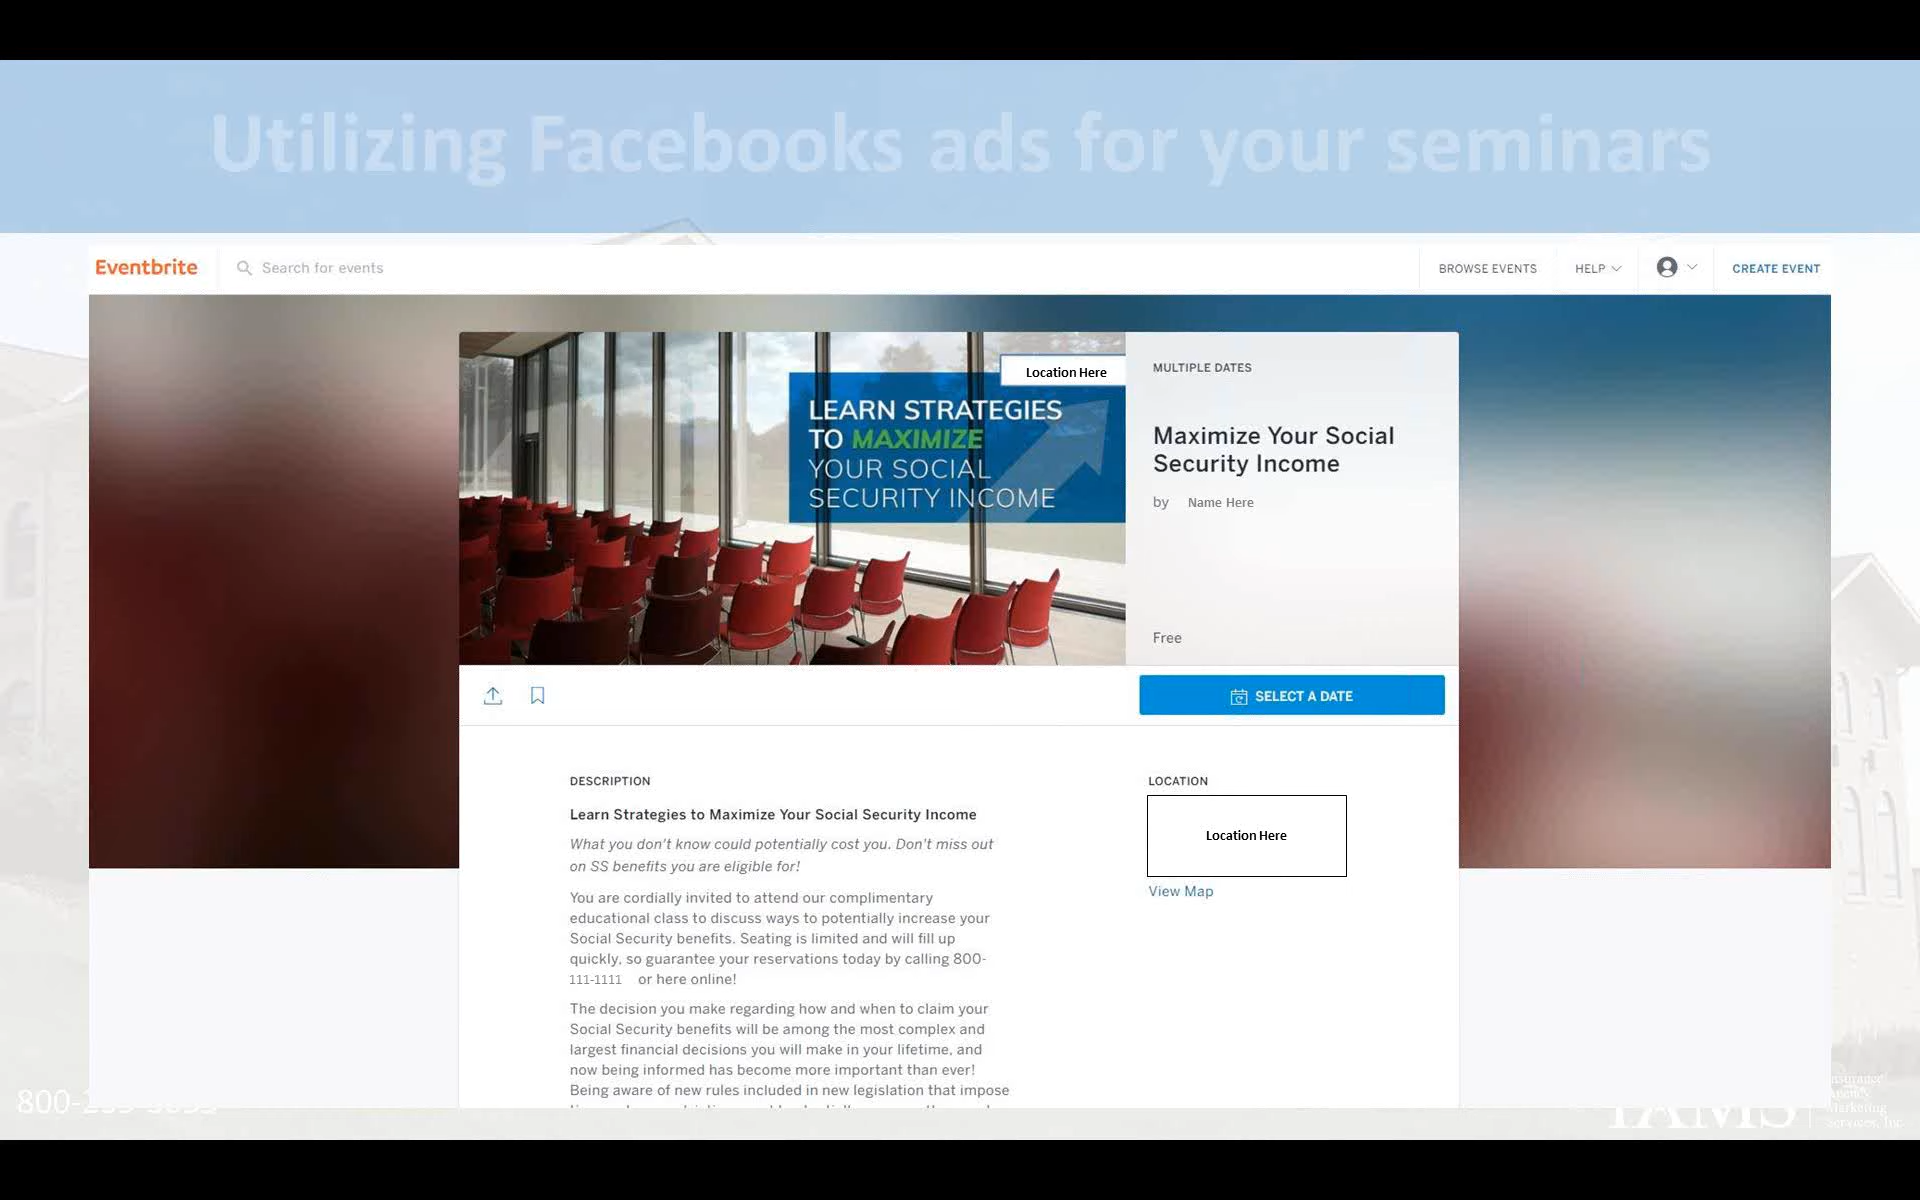 Utilizing Facebooks ads for your seminars
Eventbrite
Search for events
BROWSE EVENTS
HELP
CREATE EVENT
Location Here
LEARN STRATEGIES
TO MAXIMIZE
YOUR SOCIAL
SECURITY INCOME
MULTIPLE DATES
Maximize Your Social
Security Income
by Name Here
Free
SELECT A DATE
DESCRIPTION
Learn Strategies to Maximize Your Social Security Income
What you don't know could potentially cost you. Don't miss out
on SS benefits you are eligible for!
You are cordially invited to attend our complimentary
educational class to discuss ways to potentially increase your
Social Security benefits. Seating is limited and will fill up
quickly, so guarantee your reservations today by calling 800-
111-1111 or here online!
The decision you make regarding how and when to claim your
Social Security benefits will be among the most complex and
largest financial decisions you will make in your lifetime, and
now being informed has become more important than ever!
Being aware of new rules included in new legislation that impose
LOCATION
Location Here
View Map
800-
IAMS
Insurance
Agency
Marketing
Services, Inc